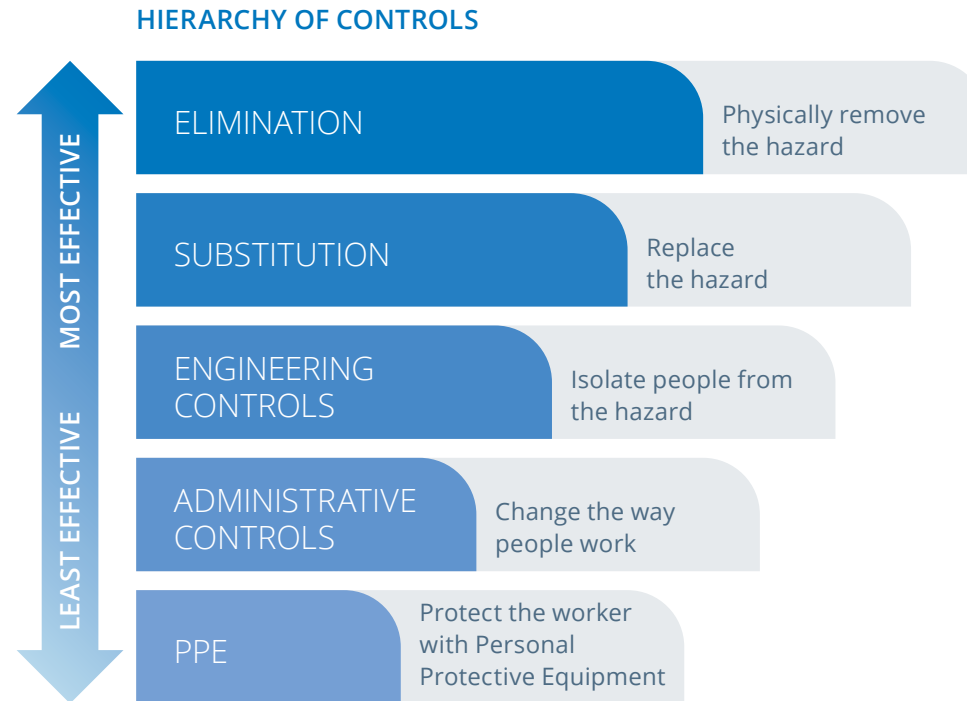 HIERARCHY OF CONTROLS
MOST EFFECTIVE
LEAST EFFECTIVE
ELIMINATION
Physically remove
the hazard
SUBSTITUTION
Replace
the hazard
ENGINEERING
CONTROLS
Isolate people from
the hazard
ADMINISTRATIVE
CONTROLS
Change the way
people work
PPE
Protect the worker
with Personal
Protective Equipment